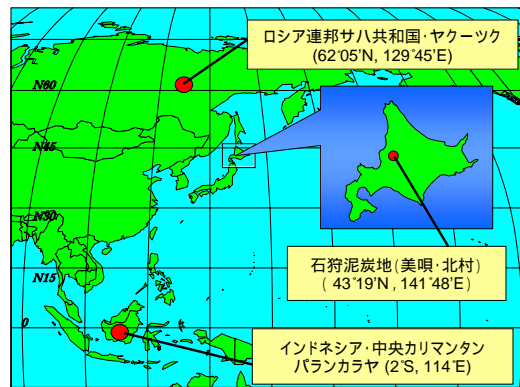 ロシア連邦サハ共和国・ヤクーツク
(62°05'N, 129°45'E)
N60
N45
N30
石狩泥炭地(美唄・北村)
( 43°19'N , 141°48'E)
N15
0
インドネシア・中央カリマンタン
パランカラヤ (2°S, 114°E)